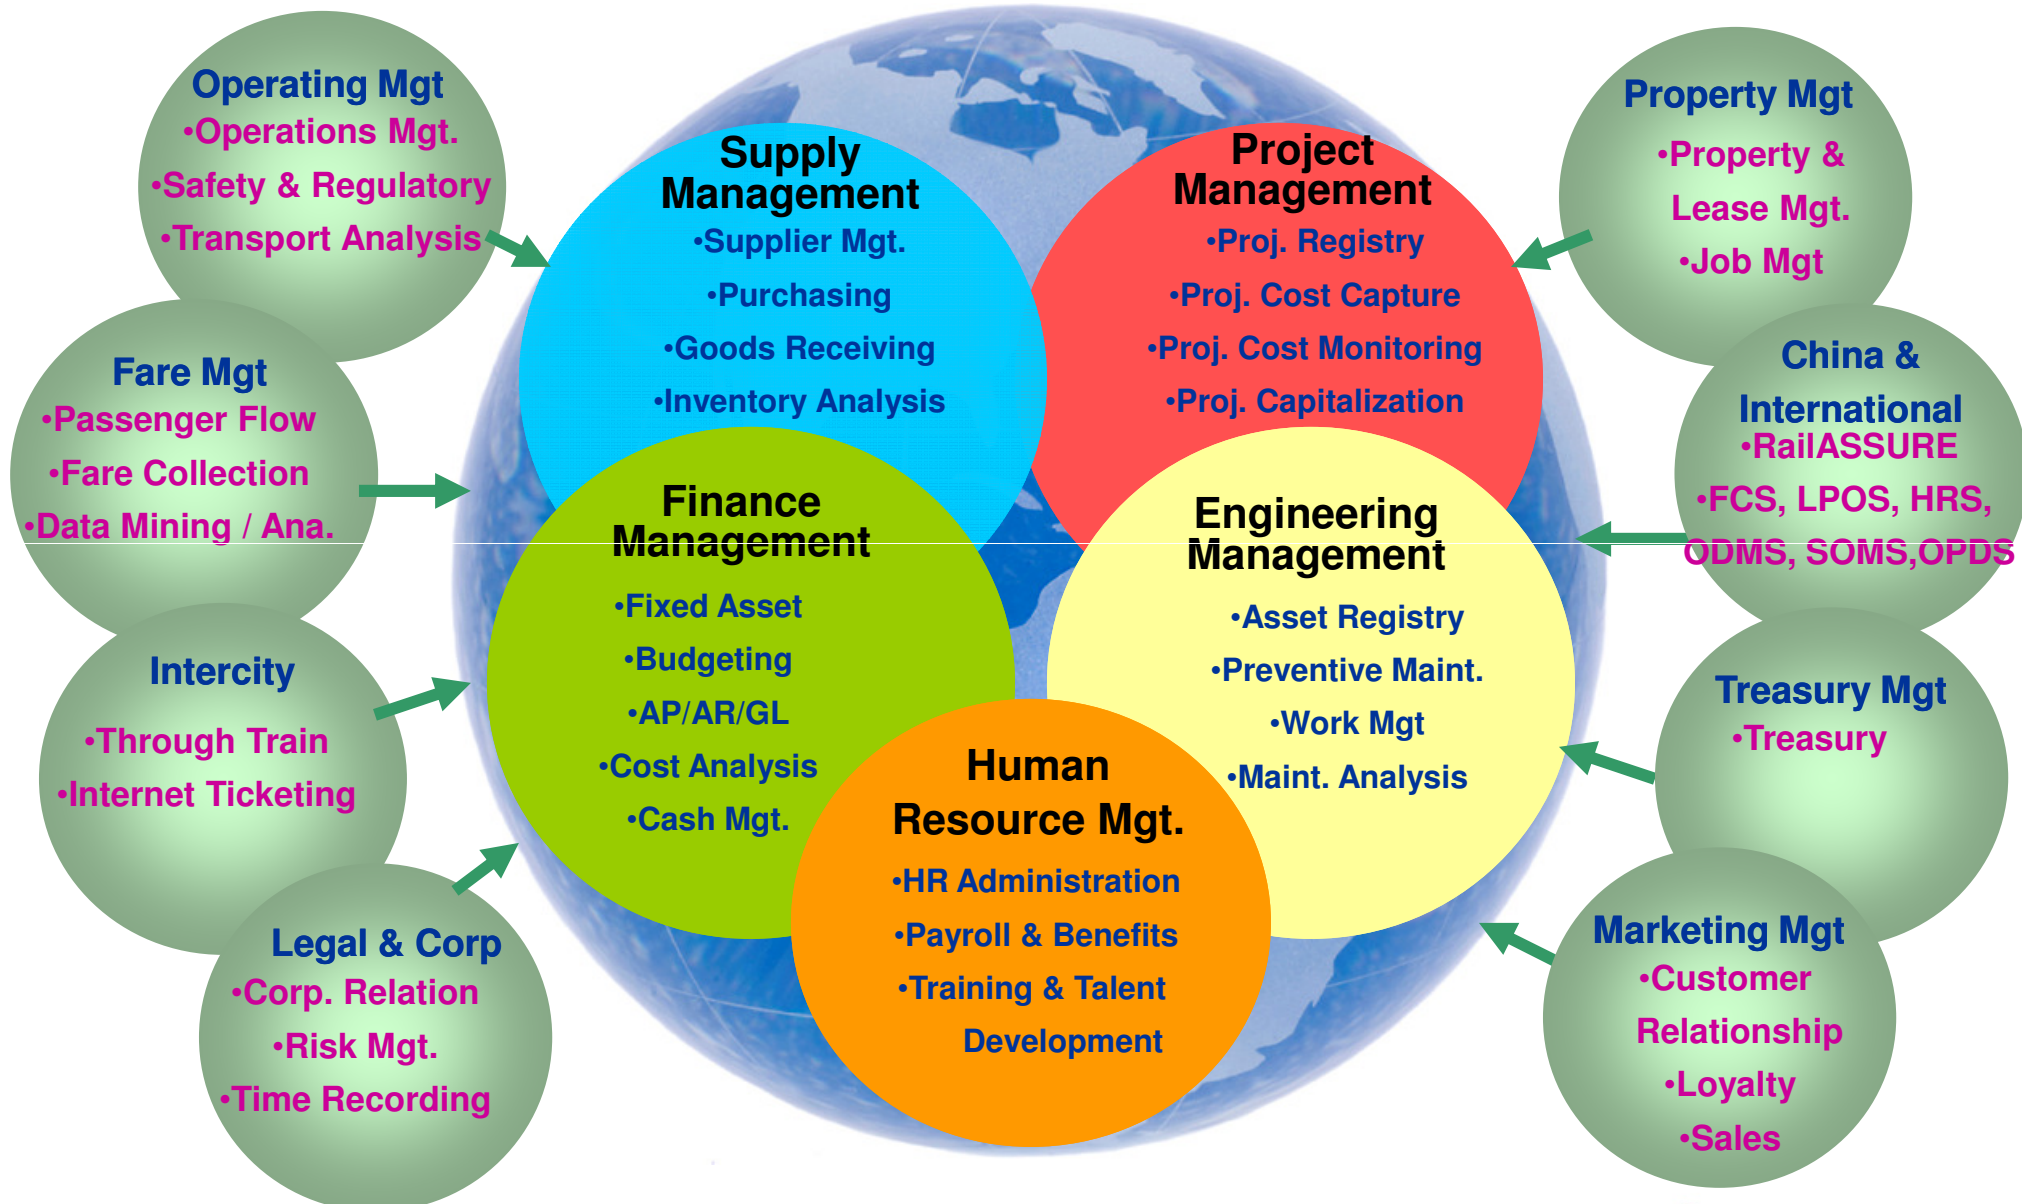 Operating Mgt
•Operations Mgt.
•Safety & Regulatory
•Transport Analysis
Fare Mgt
•Passenger Flow
•Fare Collection
•Data Mining / Ana.
Intercity
•Through Train
•Internet Ticketing
Legal & Corp
•Corp. Relation
•Risk Mgt.
•Time Recording
Supply
Management
•Supplier Mgt.
•Purchasing
•Goods Receiving
•Inventory Analysis
Project
Management
•Proj. Registry
•Proj. Cost Capture
•Proj. Cost Monitoring
•Proj. Capitalization
Finance
Management
•Fixed Asset
•Budgeting
•AP/AR/GL
•Cost Analysis
•Cash Mgt.
Engineering
Management
•Asset Registry
•Preventive Maint.
•Work Mgt
•Maint. Analysis
Human
Resource Mgt.
•HR Administration
•Payroll & Benefits
•Training & Talent
Development
Property Mgt
•Property &
Lease Mgt.
•Job Mgt
China &
International
•RailASSURE
•FCS, LPOS, HRS,
ODMS, SOMS,OPDS
Treasury Mgt
•Treasury
Marketing Mgt
•Customer
Relationship
•Loyalty
•Sales